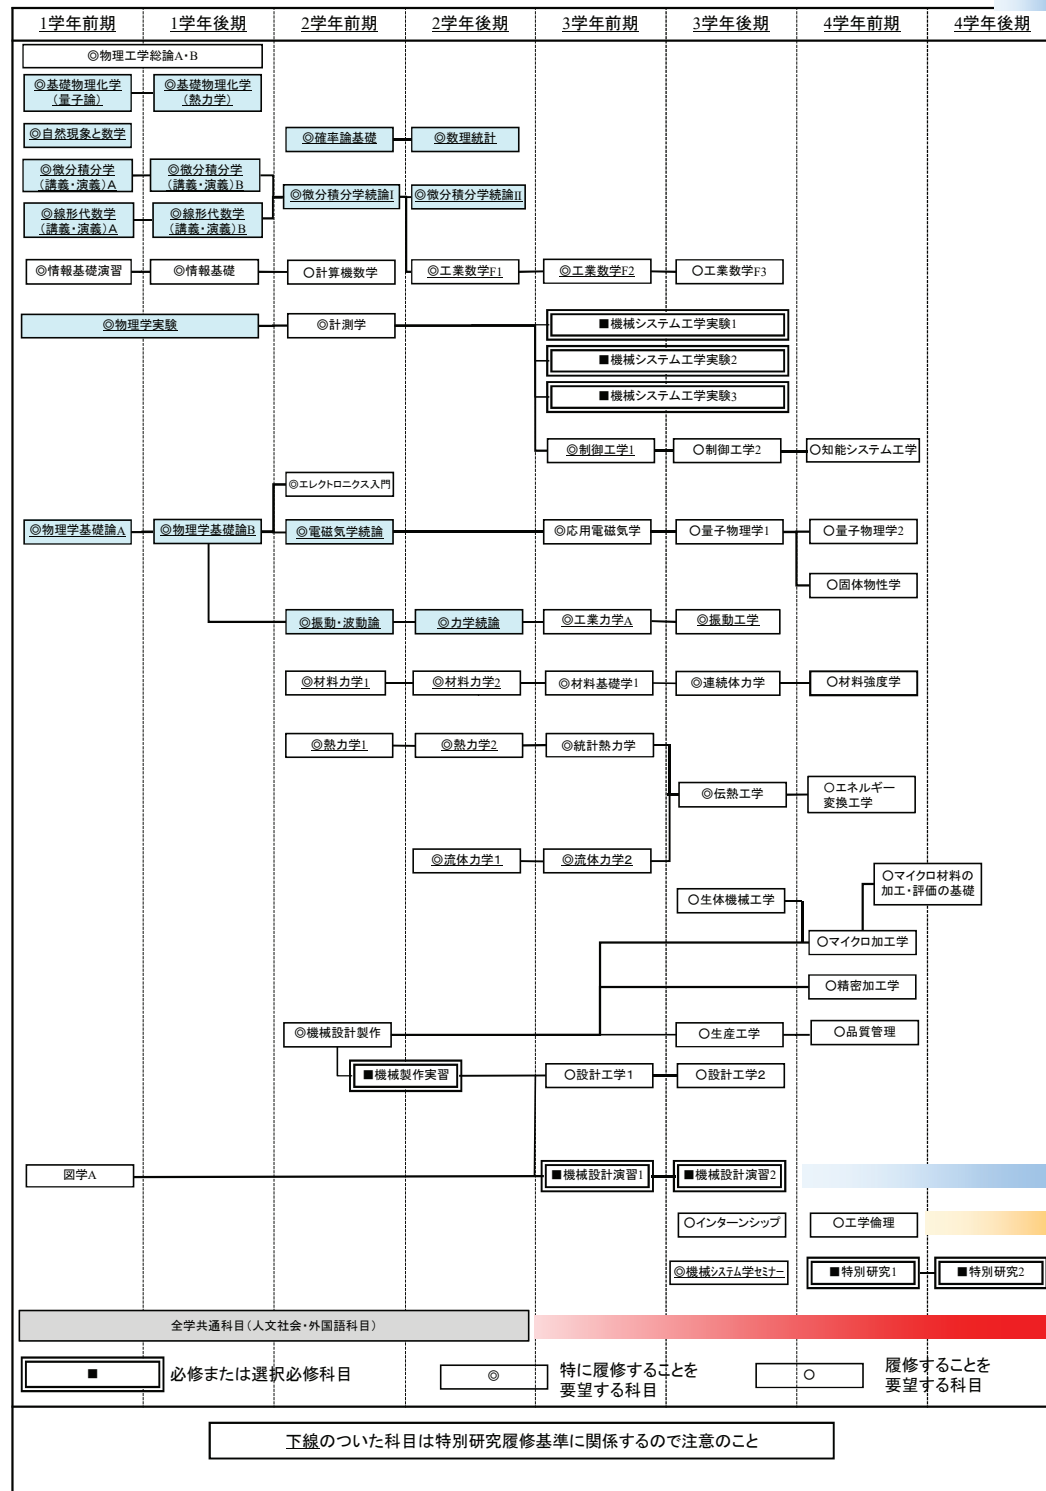 1学年前期
1学年後期
2学年前期
2学年後期
3学年前期
3学年後期
4学年前期
4学年後期
◎物理工学総論A・B
◎基礎物理化学
(量子論)
◎基礎物理化学
(熱力学)
◎自然現象と数学
◎確率論基礎
◎数理統計
◎微分積分学
(講義・演義)A
◎微分積分学
(講義・演義)B
◎微分積分学続論I
◎微分積分学続論II
◎線形代数学
(講義・演義)A
◎線形代数学
(講義・演義)B
◎情報基礎演習
◎情報基礎
○計算機数学
◎工業数学F1
◎工業数学F2
○工業数学F3
◎物理学実験
◎計測学
■機械システム工学実験1
■機械システム工学実験2
■機械システム工学実験3
◎制御工学1
○制御工学2
○知能システム工学
◎エレクトロニクス入門
◎物理学基礎論A
◎物理学基礎論B
◎電磁気学続論
◎応用電磁気学
○量子物理学1
○量子物理学2
○固体物性学
◎振動・波動論
◎力学続論
◎工業力学A
◎振動工学
◎材料力学1
◎材料力学2
◎材料基礎学1
◎連続体力学
○材料強度学
◎熱力学1
◎熱力学2
◎統計熱力学
◎伝熱工学
○エネルギー
変換工学
◎流体力学1
◎流体力学2
○マイクロ材料の
加工・評価の基礎
○生体機械工学
○マイクロ加工学
○精密加工学
◎機械設計製作
○生産工学
○品質管理
■機械製作実習
○設計工学1
○設計工学2
図学A
■機械設計演習1
■機械設計演習2
○インターンシップ
○工学倫理
◎機械システム学セミナー
■特別研究1
■特別研究2
全学共通科目(人文社会・外国語科目)
■
必修または選択必修科目
◎
特に履修することを
要望する科目
○
履修することを
要望する科目
下線のついた科目は特別研究履修基準に関係するので注意のこと